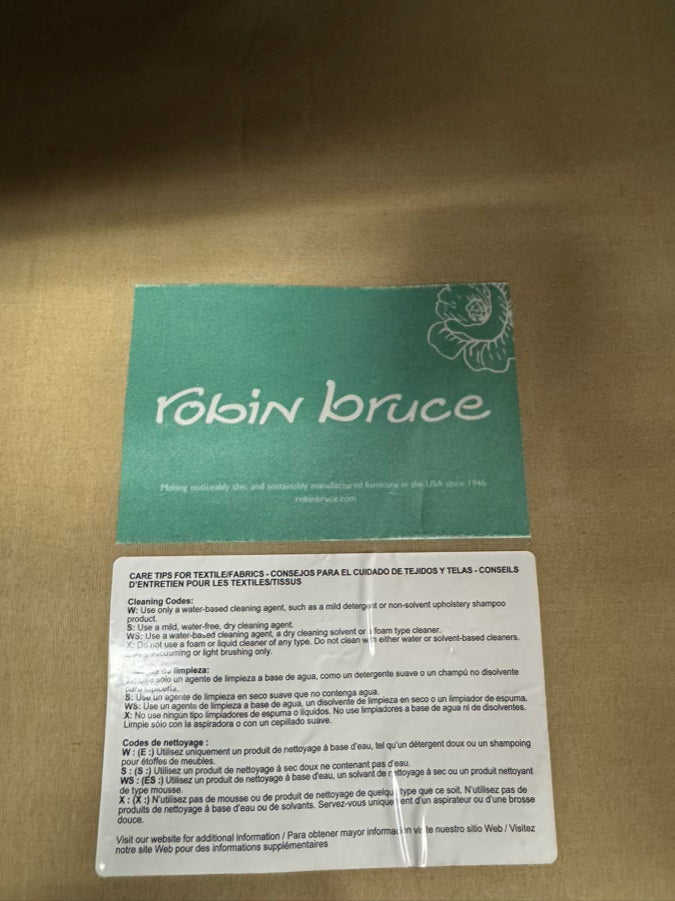 robin bruce
Making noticeably chic and sustainably manufactured furniture in the USA since 1946
robinbruce.com
CARE TIPS FOR TEXTILE/FABRICS - CONSEJOS PARA EL CUIDADO DE TEJIDOS Y TELAS - CONSEILS
D'ENTRETIEN POUR LES TEXTILES/TISSUS
Cleaning Codes:
W: Use only a water-based cleaning agent, such as a mild detergent or non-solvent upholstery shampoo
product.
S: Use a mild, water-free, dry cleaning agent.
WS: Use a water-based cleaning agent, a dry cleaning solvent or foam type cleaner.
X: Do not use a foam or liquid cleaner of any type. Do not clean with either water or solvent-based cleaners.
vacuuming or light brushing only.
de limpieza:
sólo un agente de limpieza a base de agua, como un detergente suave o un champú no disolvente
para tapicería.
S: Use un agente de limpieza en seco suave que no contenga agua.
WS: Use un agente de limpieza a base de agua, un disolvente de limpieza en seco o un limpiador de espuma.
X: No use ningún tipo limpiadores de espuma o líquidos. No use limpiadores a base de agua ni de disolventes.
Limpie sólo con la aspiradora o con un cepillado suave.
Codes de nettoyage :
W : (E :) Utilisez uniquement un produit de nettoyage à base d'eau, tel qu'un détergent doux ou un shampoing
pour étoffes de meubles.
S : (S :) Utilisez un produit de nettoyage à sec doux ne contenant pas d'eau.
WS : (ES :) Utilisez un produit de nettoyage à base d'eau, un solvant de nettoyage à sec ou un produit nettoyant
de type mousse.
X : (X :) N'utilisez pas de mousse ou de produit de nettoyage de quelque type que ce soit. N'utilisez pas de
produits de nettoyage à base d'eau ou de solvants. Servez-vous uniquement d'un aspirateur ou d'une brosse
douce.
Visit our website for additional information / Para obtener mayor información visite nuestro sitio Web / Visitez
notre site Web pour des informations supplémentaires